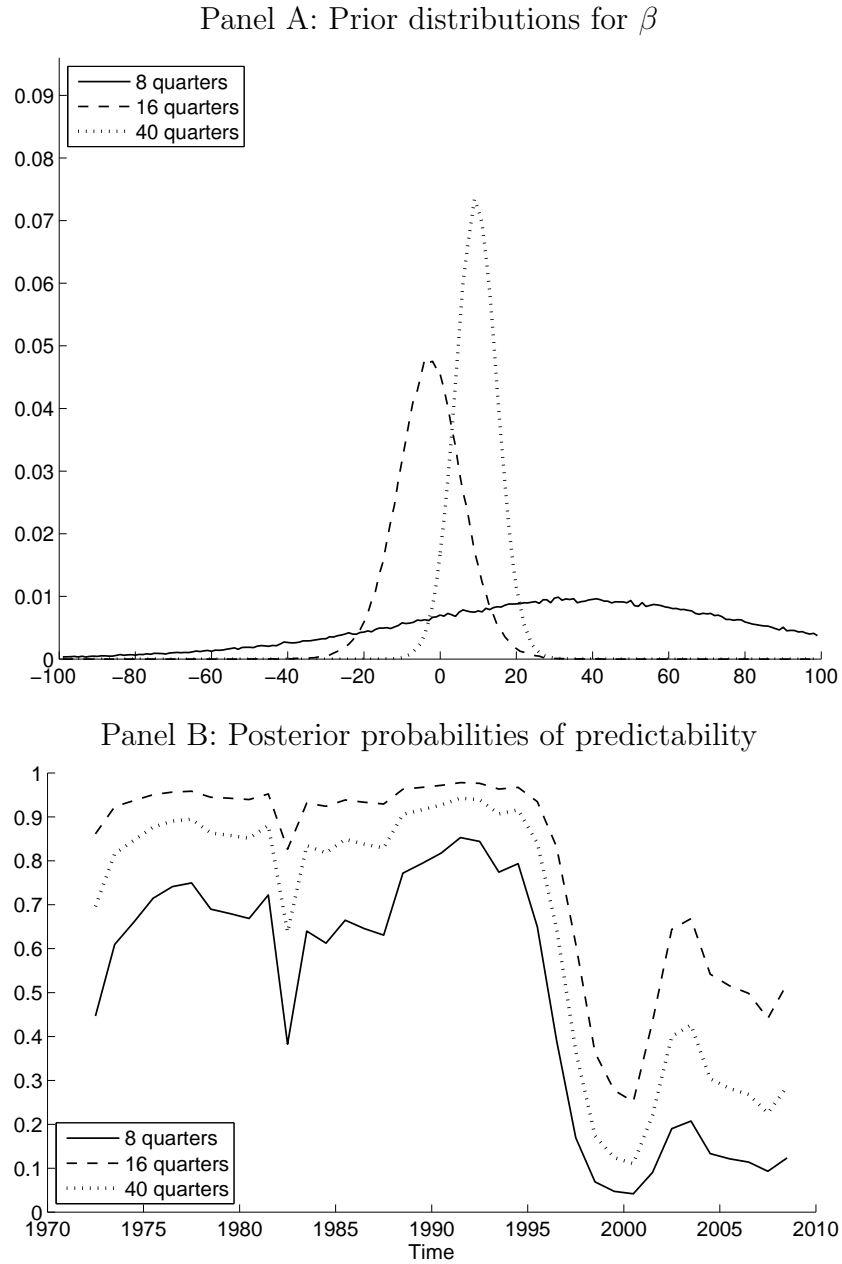 Panel A: Prior distributions for β
8 quarters
16 quarters
40 quarters
0.09
0.08
0.07
0.06
0.05
0.04
0.03
0.02
0.01
0
−100 −80 −60 −40 −20 0 20 40 60 80 100
Panel B: Posterior probabilities of predictability
1
0.9
0.8
0.7
0.6
0.5
0.4
0.3
0.2
0.1
0
8 quarters
16 quarters
40 quarters
1970 1975 1980 1985 1990 1995 2000 2005 2010
Time